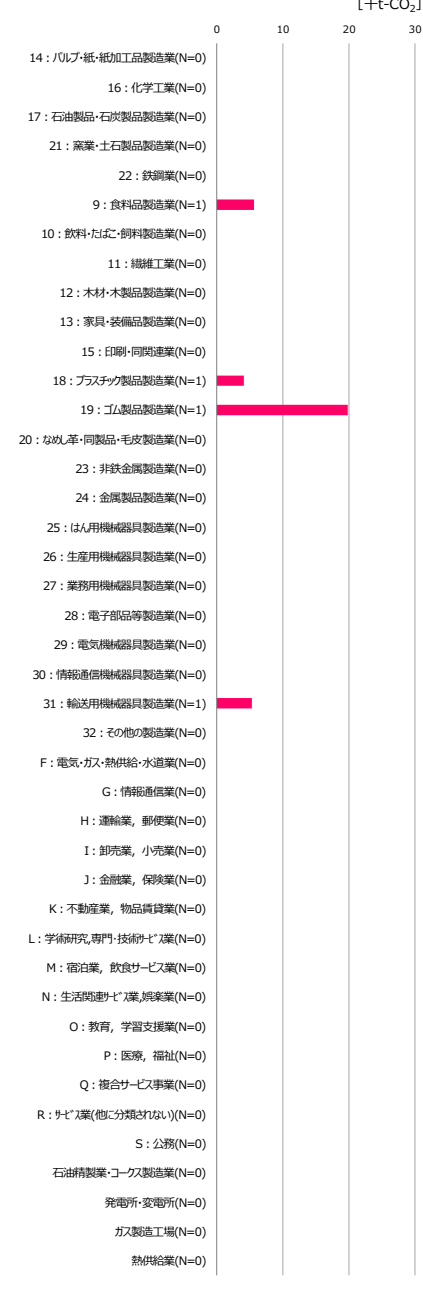 [千t-CO₂]
0 10 20 30
14：パルプ・紙・紙加工品製造業(N=0)
16：化学工業(N=0)
17：石油製品・石炭製品製造業(N=0)
21：窯業・土石製品製造業(N=0)
22：鉄鋼業(N=0)
9：食料品製造業(N=1)
10：飲料・たばこ・飼料製造業(N=0)
11：繊維工業(N=0)
12：木材・木製品製造業(N=0)
13：家具・装備品製造業(N=0)
15：印刷・同関連業(N=0)
18：プラスチック製品製造業(N=1)
19：ゴム製品製造業(N=1)
20：なめし革・同製品・毛皮製造業(N=0)
23：非鉄金属製造業(N=0)
24：金属製品製造業(N=0)
25：はん用機械器具製造業(N=0)
26：生産用機械器具製造業(N=0)
27：業務用機械器具製造業(N=0)
28：電子部品等製造業(N=0)
29：電気機械器具製造業(N=0)
30：情報通信機械器具製造業(N=0)
31：輸送用機械器具製造業(N=1)
32：その他の製造業(N=0)
F：電気・ガス・熱供給・水道業(N=0)
G：情報通信業(N=0)
H：運輸業，郵便業(N=0)
I：卸売業，小売業(N=0)
J：金融業，保険業(N=0)
K：不動産業，物品賃貸業(N=0)
L：学術研究,専門・技術サービス業(N=0)
M：宿泊業，飲食サービス業(N=0)
N：生活関連サービス業,娯楽業(N=0)
O：教育，学習支援業(N=0)
P：医療，福祉(N=0)
Q：複合サービス事業(N=0)
R：サービス業(他に分類されない)(N=0)
S：公務(N=0)
石油精製業・コークス製造業(N=0)
発電所・変電所(N=0)
ガス製造工場(N=0)
熱供給業(N=0)